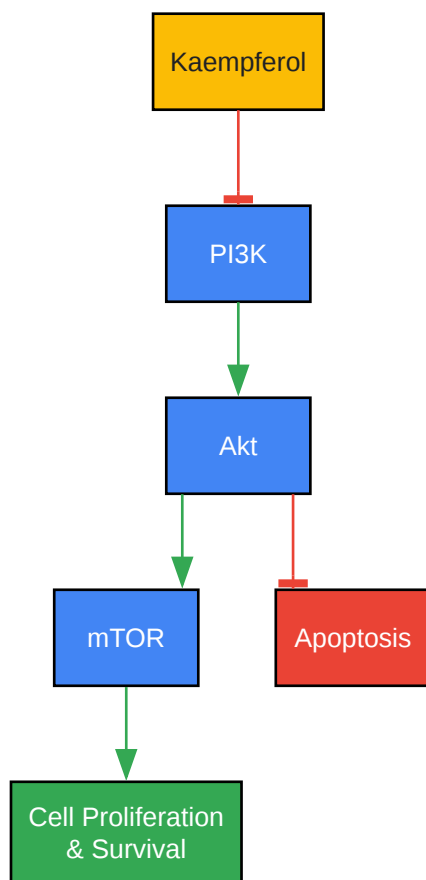 Kaempferol
PI3K
Akt
mTOR
Apoptosis
Cell Proliferation
& Survival